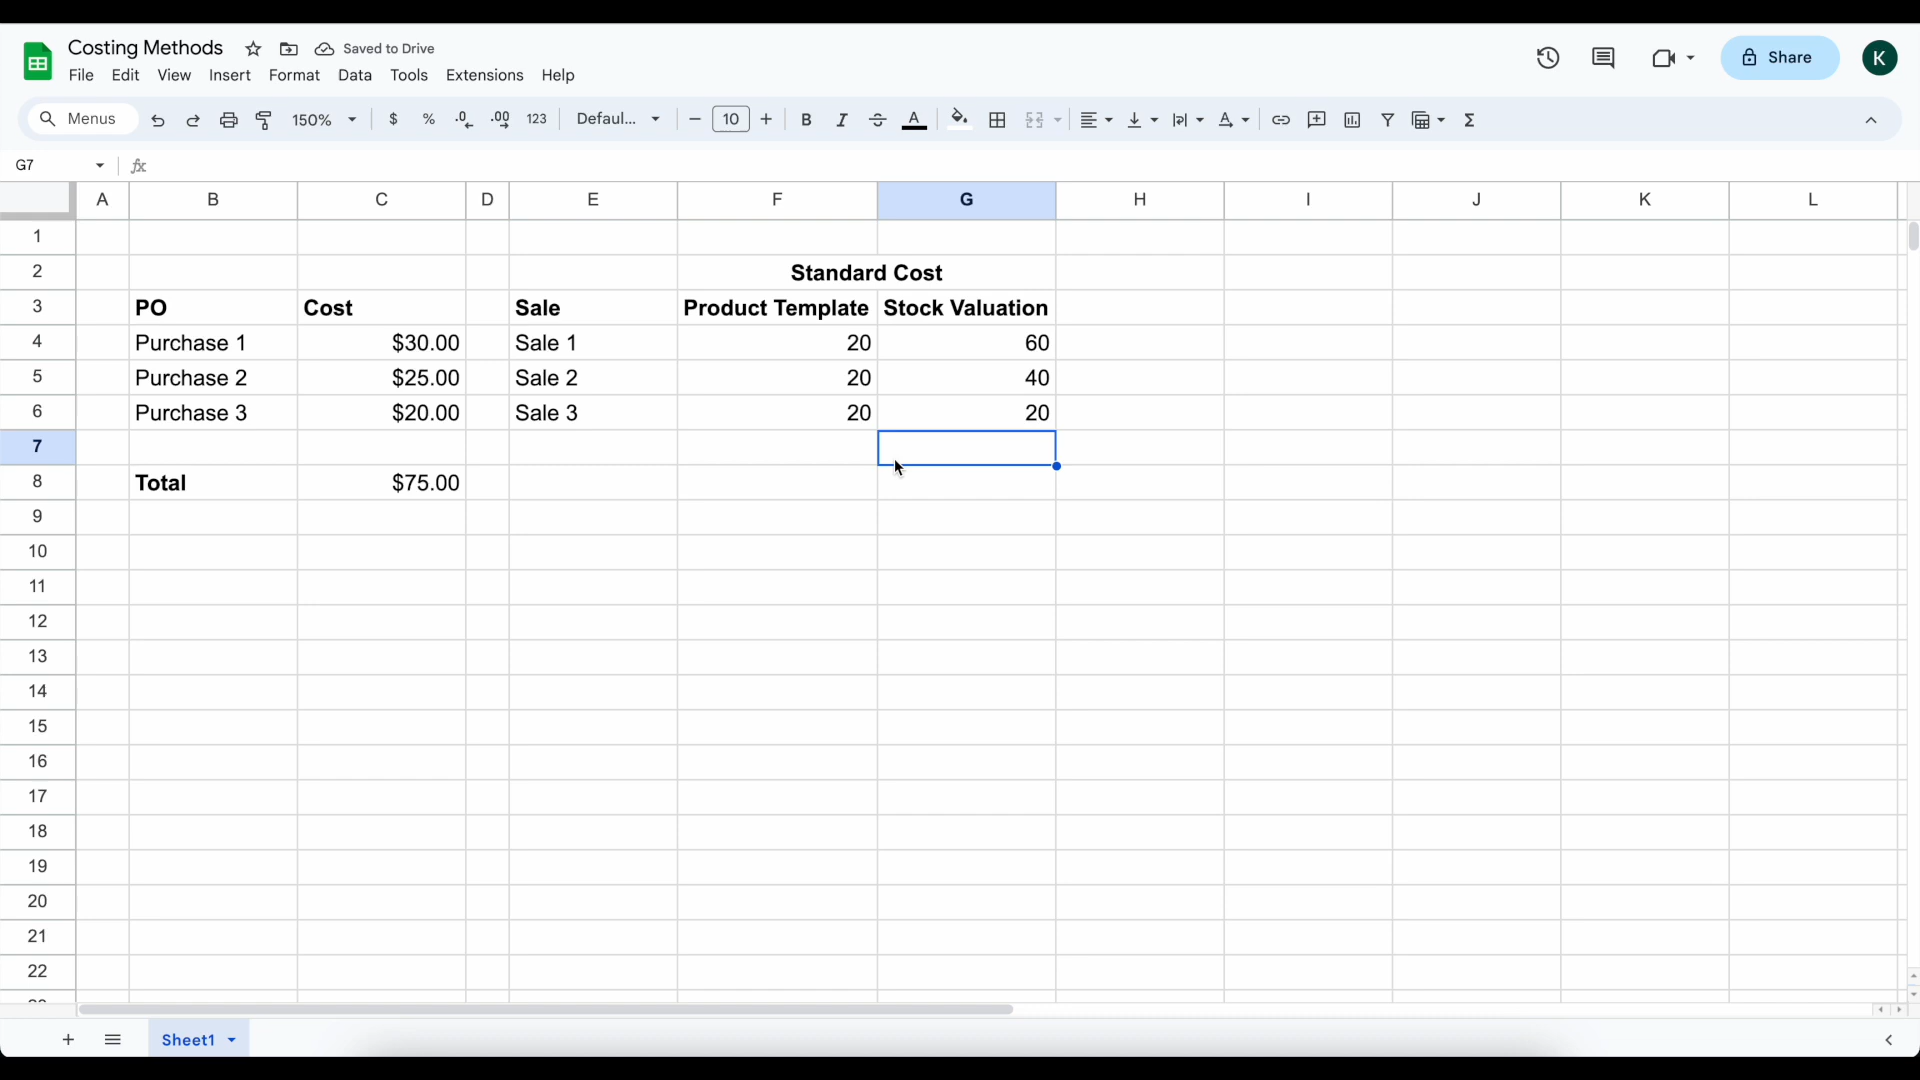 Costing Methods Saved to Drive
File Edit View Insert Format Data Tools Extensions Help
Share
K
Menus 150% $ % .0 .00 123 Defaul... 10 B I A
G7 fx
A B C D E F G H I J K L
1
2 Standard Cost
3 PO Cost Sale Product Template Stock Valuation
4 Purchase 1 $30.00 Sale 1 20 60
5 Purchase 2 $25.00 Sale 2 20 40
6 Purchase 3 $20.00 Sale 3 20 20
7
8 Total $75.00
9
10
11
12
13
14
15
16
17
18
19
20
21
22
Sheet1